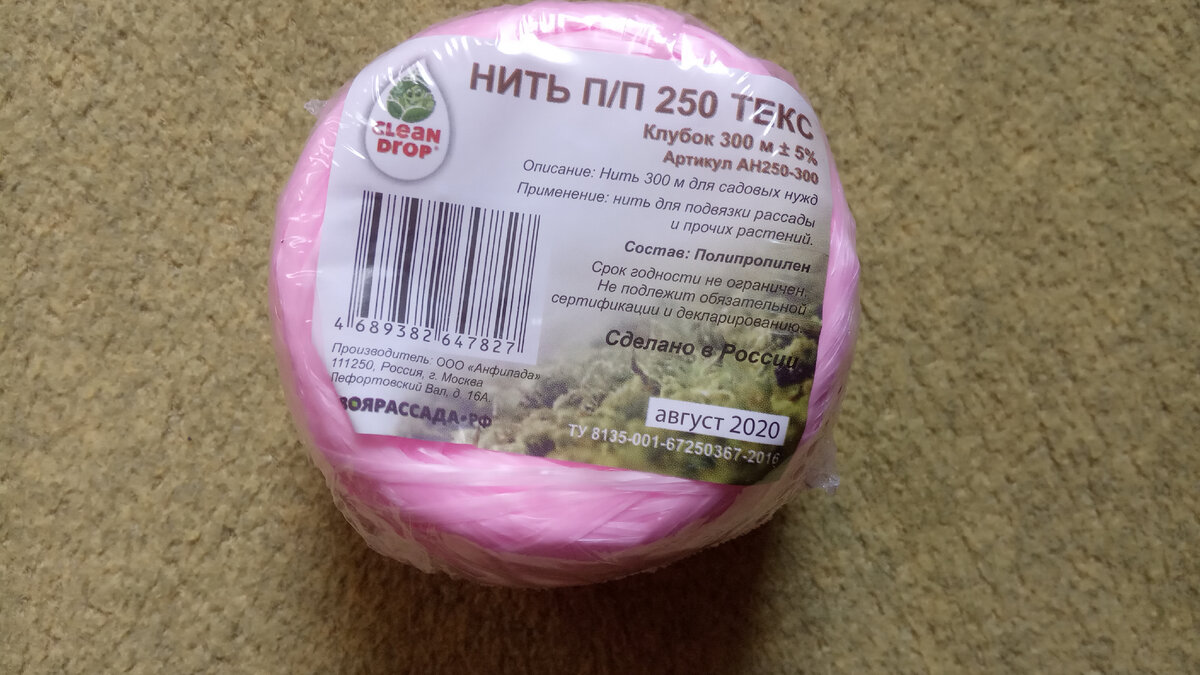 CLEAN
DROP®
НИТЬ П/П 250 ТЕКС
Клубок 300 м ± 5%
Артикул АН250-300
Описание: Нить 300 м для садовых нужд
Применение: нить для подвязки рассады
и прочих растений.
Состав: Полипропилен
Срок годности не ограничен.
Не подлежит обязательной
сертификации и декларированию.
Сделано в России
4 689382 647827
Производитель: ООО «Анфилада»
111250, Россия, г. Москва
Лефортовский Вал, д. 16А.
ВОЯРАССАДА•РФ
август 2020
ТУ 8135-001-67250367-2016